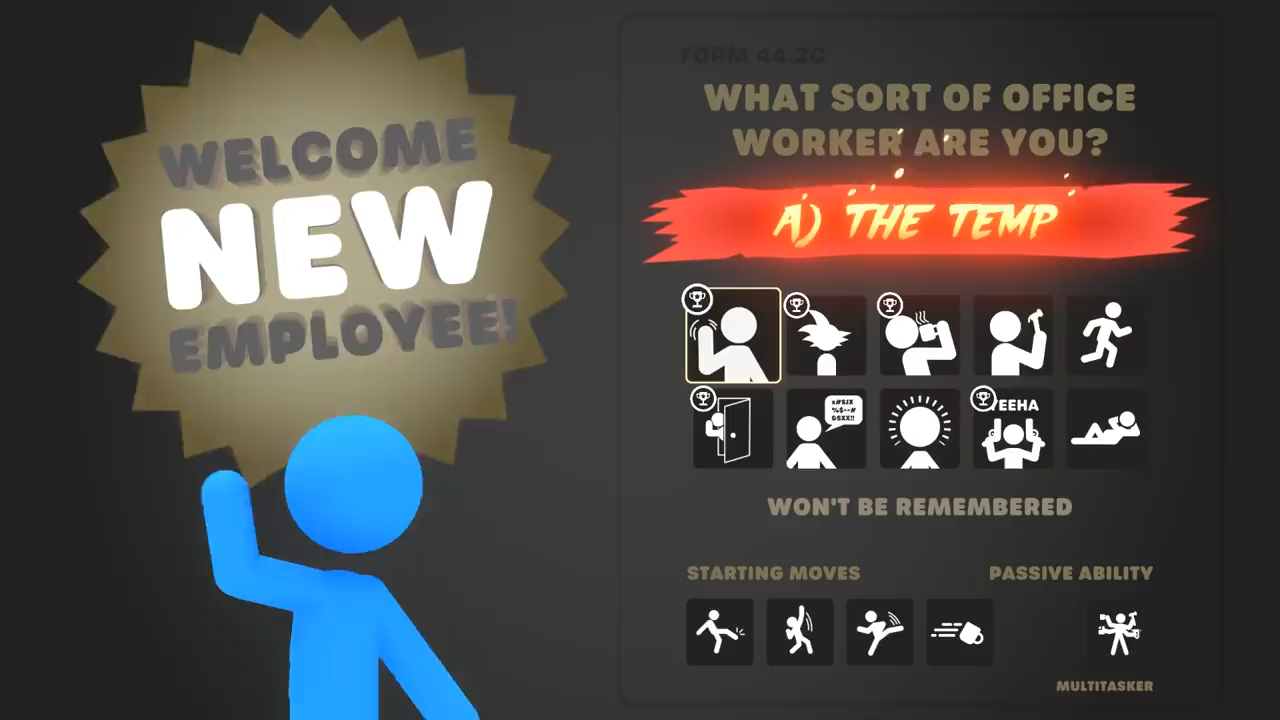 WELCOME
NEW
EMPLOYEE!
FORM 44.2C
WHAT SORT OF OFFICE
WORKER ARE YOU?
A) THE TEMP
X#$JX
YEEHA
WON'T BE REMEMBERED
STARTING MOVES
PASSIVE ABILITY
MULTITASKER